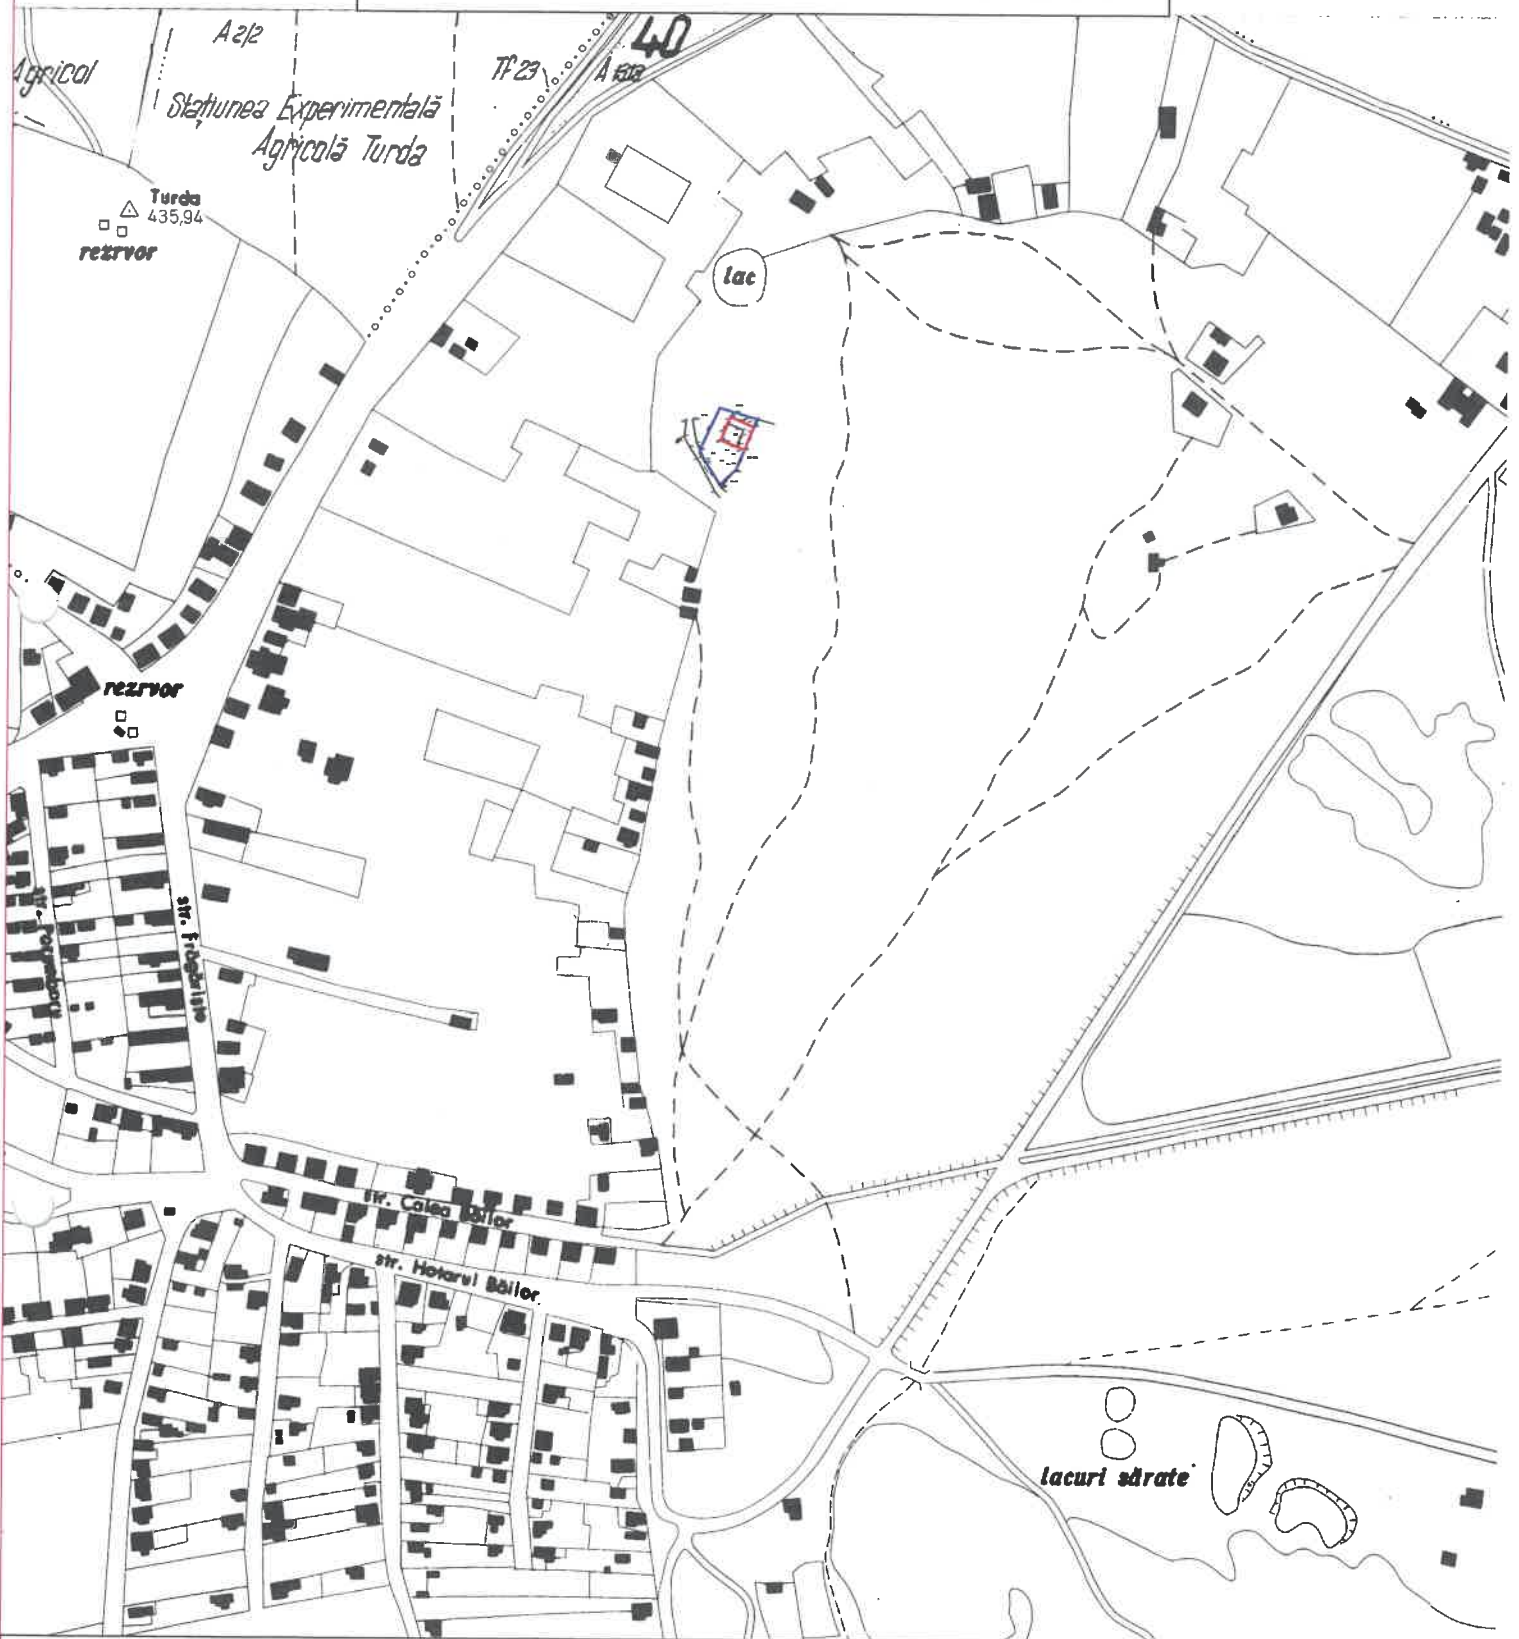 A 2/2
40
Agricol
TF 23
Stațiunea Experimentală
Agricolă Turda
Turda
435,94
rezrvor
lac
rezrvor
str. Frăgăriște
str. Calea Băilor
str. Hotarul Băilor
lacuri sărate